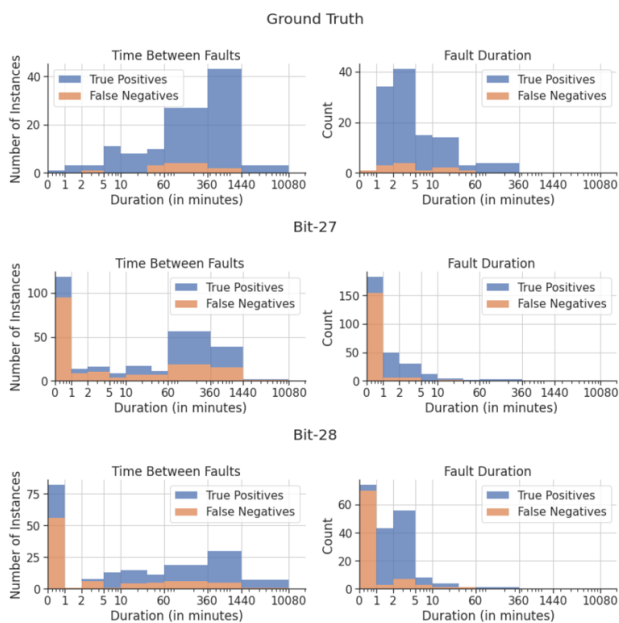 Ground Truth
Time Between Faults
Fault Duration
Number of Instances
40
20
0
True Positives
False Negatives
0 1 2 5 10 60 360 1440 10080
Duration (in minutes)
Count
40
20
0
True Positives
False Negatives
0 1 2 5 10 60 360 1440 10080
Duration (in minutes)
Bit-27
Time Between Faults
Fault Duration
Number of Instances
100
50
0
True Positives
False Negatives
0 1 2 5 10 60 360 1440 10080
Duration (in minutes)
Count
150
100
50
0
True Positives
False Negatives
0 1 2 5 10 60 360 1440 10080
Duration (in minutes)
Bit-28
Time Between Faults
Fault Duration
Number of Instances
75
50
25
0
True Positives
False Negatives
0 1 2 5 10 60 360 1440 10080
Duration (in minutes)
Count
60
40
20
0
True Positives
False Negatives
0 1 2 5 10 60 360 1440 10080
Duration (in minutes)